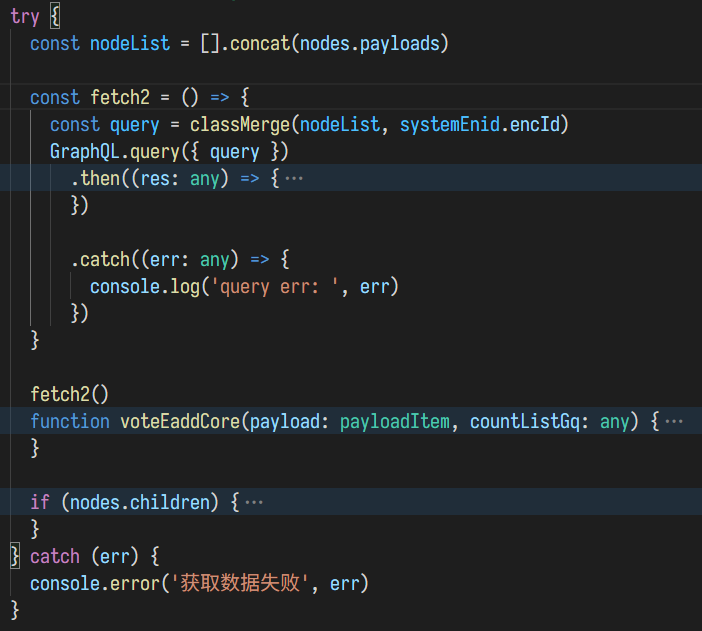 try {
const nodeList = [].concat(nodes.payloads)
const fetch2 = () => {
const query = classMerge(nodeList, systemEnid.encId)
GraphQL.query({ query })
.then((res: any) => {···
})
.catch((err: any) => {
console.log('query err: ', err)
})
}
fetch2()
function voteEaddCore(payload: payloadItem, countListGq: any) {···
}
if (nodes.children) {···
}
} catch (err) {
console.error('获取数据失败', err)
}